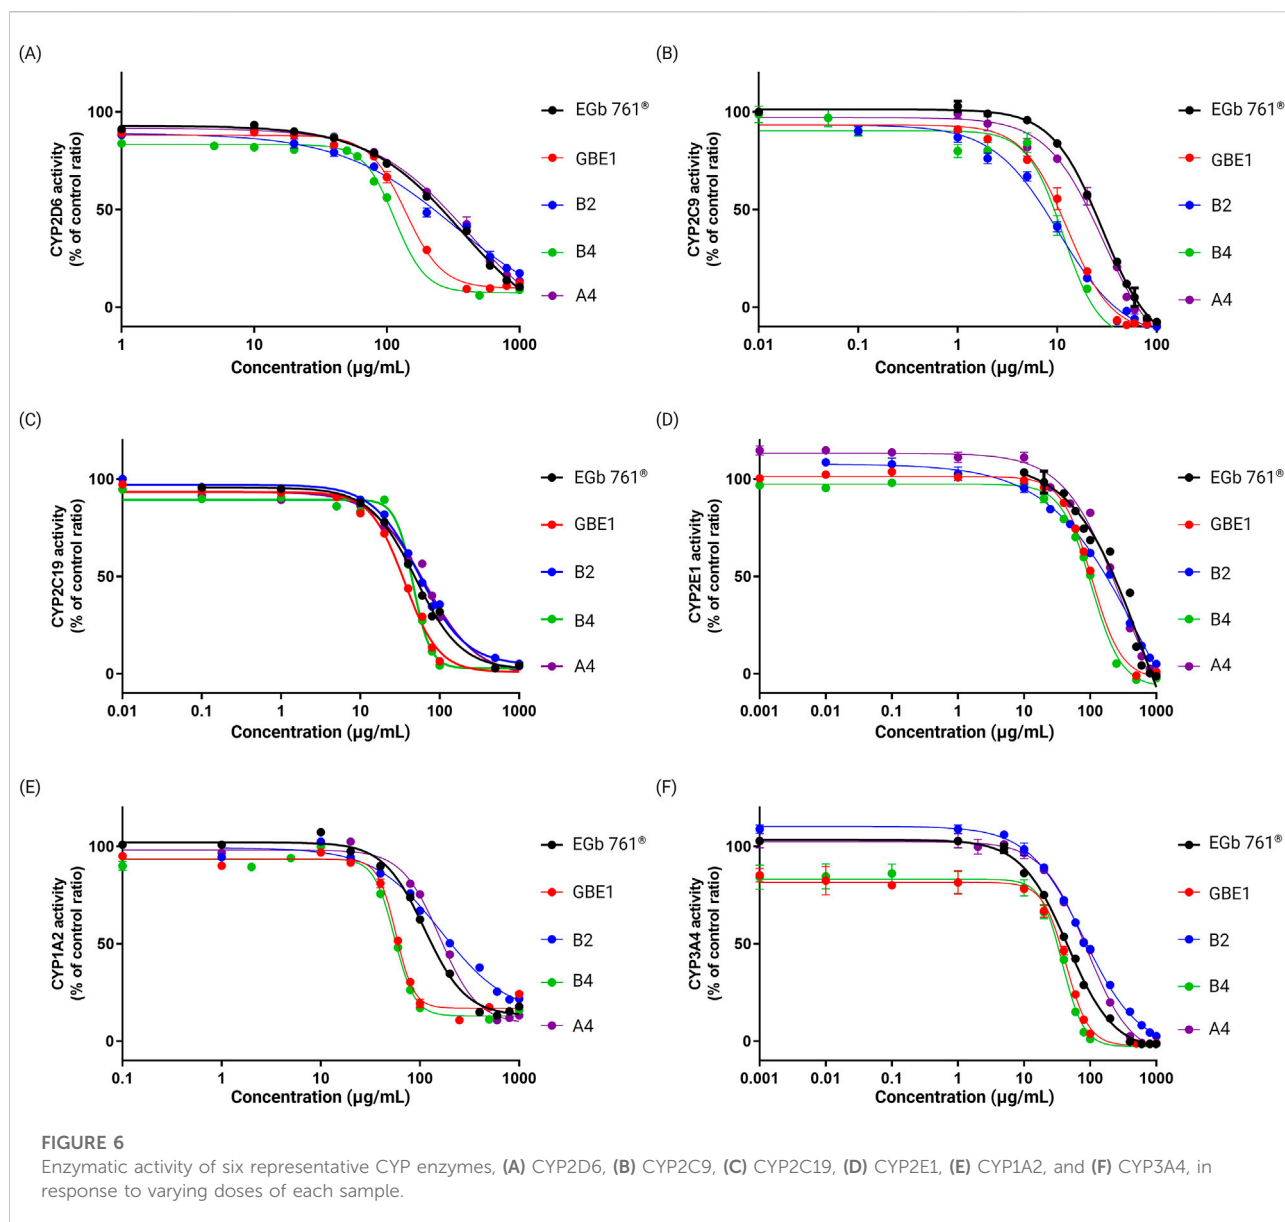 (A)
CYP2D6 activity
(% of control ratio)
100
50
0
1
10
100
1000
Concentration (µg/mL)
EGb 761®
GBE1
B2
B4
A4
(B)
CYP2C9 activity
(% of control ratio)
100
50
0
0.01
0.1
1
10
100
Concentration (µg/mL)
EGb 761®
GBE1
B2
B4
A4
(C)
CYP2C19 activity
(% of control ratio)
100
50
0
0.01
0.1
1
10
100
1000
Concentration (µg/mL)
EGb 761®
GBE1
B2
B4
A4
(D)
CYP2E1 activity
(% of control ratio)
100
50
0
0.001
0.01
0.1
1
10
100
1000
Concentration (µg/mL)
EGb 761®
GBE1
B2
B4
A4
(E)
CYP1A2 activity
(% of control ratio)
100
50
0
0.1
1
10
100
1000
Concentration (µg/mL)
EGb 761®
GBE1
B2
B4
A4
(F)
CYP3A4 activity
(% of control ratio)
100
50
0
0.001
0.01
0.1
1
10
100
1000
Concentration (µg/mL)
EGb 761®
GBE1
B2
B4
A4
FIGURE 6
Enzymatic activity of six representative CYP enzymes, (A) CYP2D6, (B) CYP2C9, (C) CYP2C19, (D) CYP2E1, (E) CYP1A2, and (F) CYP3A4, in
response to varying doses of each sample.